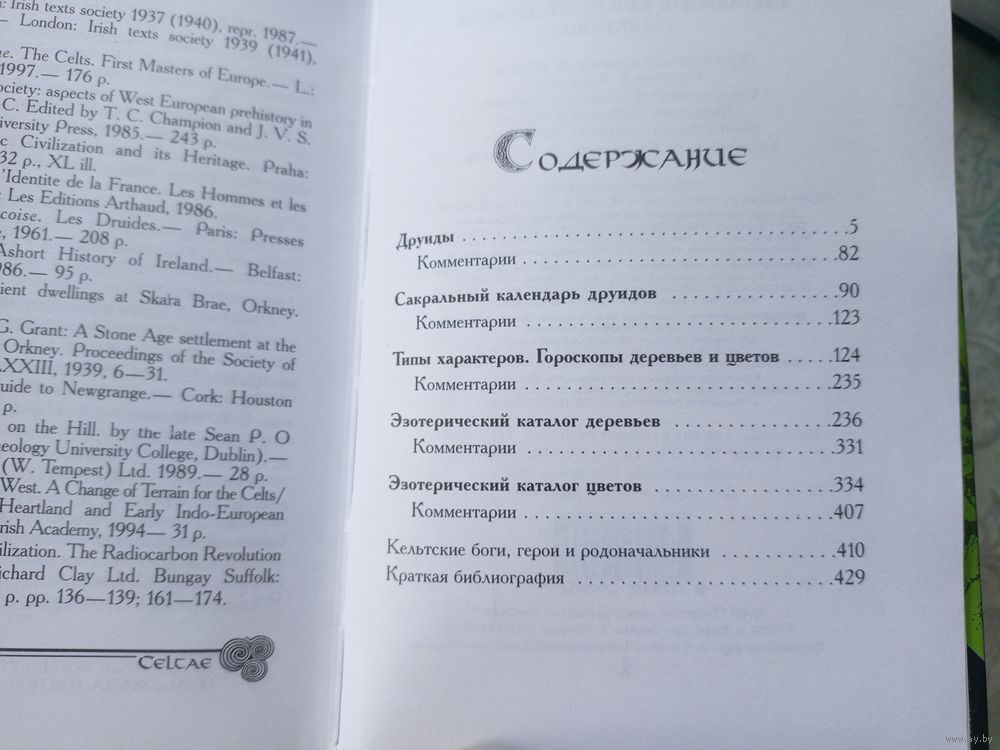 : Irish texts society 1937 (1940), repr. 1987.—
— London: Irish texts society 1939 (1941).
The Celts. First Masters of Europe.— L.:
1997.— 176 p.
ociety: aspects of West European prehistory in
C. Edited by T. C. Champion and J. V. S.
iversity Press, 1985.— 243 p.
c Civilization and its Heritage. Praha:
32 p., XL ill.
'Identite de la France. Les Hommes et les
: Les Editions Arthaud, 1986.
coise. Les Druides.— Paris: Presses
e, 1961.— 208 p.
Ashort History of Ireland.— Belfast:
986.— 95 p.
ient dwellings at Skara Brae, Orkney.
G. Grant: A Stone Age settlement at the
Orkney. Proceedings of the Society of
LXXIII, 1939, 6—31.
uide to Newgrange.— Cork: Houston
p.
on the Hill. by the late Sean P. O
eology University College, Dublin).—
(W. Tempest) Ltd. 1989.— 28 p.
West. A Change of Terrain for the Celts/
Heartland and Early Indo-European
rish Academy, 1994— 31 p.
ilization. The Radiocarbon Revolution
ichard Clay Ltd. Bungay Suffolk:
p. pp. 136—139; 161—174.
Celtae
Содержание
Друиды . . . . . . . . . . . . . . . . . . . . . . . . . . . . . . . . . .5
Комментарии . . . . . . . . . . . . . . . . . . . . . . . . . . . .82
Сакральный календарь друидов . . . . . . . . . . . . . . .90
Комментарии . . . . . . . . . . . . . . . . . . . . . . . . . . . .123
Типы характеров. Гороскопы деревьев и цветов . . . . .124
Комментарии . . . . . . . . . . . . . . . . . . . . . . . . . . . .235
Эзотерический каталог деревьев . . . . . . . . . . . . . .236
Комментарии . . . . . . . . . . . . . . . . . . . . . . . . . . . .331
Эзотерический каталог цветов . . . . . . . . . . . . . . . .334
Комментарии . . . . . . . . . . . . . . . . . . . . . . . . . . . .407
Кельтские боги, герои и родоначальники . . . . . . . . . .410
Краткая библиография . . . . . . . . . . . . . . . . . . . . . .429
www.ay.by